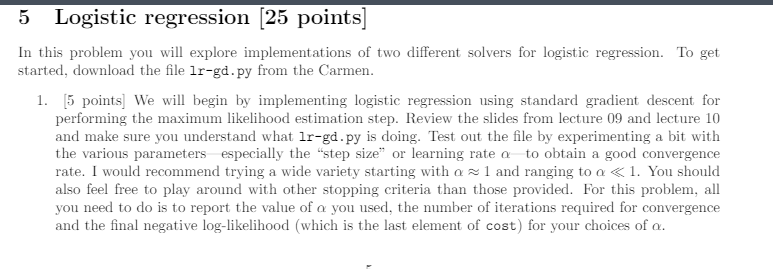 5 Logistic regression [25 points]
In this problem you will explore implementations of two different solvers for logistic regression. To get
started, download the file lr-gd.py from the Carmen.
1. [5 points] We will begin by implementing logistic regression using standard gradient descent for
performing the maximum likelihood estimation step. Review the slides from lecture 09 and lecture 10
and make sure you understand what lr-gd.py is doing. Test out the file by experimenting a bit with
the various parameters—especially the “step size” or learning rate α—to obtain a good convergence
rate. I would recommend trying a wide variety starting with α ≈ 1 and ranging to α ≪ 1. You should
also feel free to play around with other stopping criteria than those provided. For this problem, all
you need to do is to report the value of α you used, the number of iterations required for convergence
and the final negative log-likelihood (which is the last element of cost) for your choices of α.